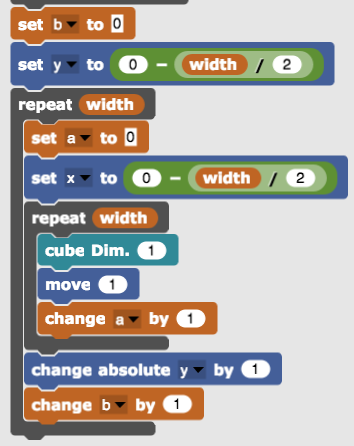 set b to 0
set y to 0 - width / 2
repeat width
set a to 0
set x to 0 - width / 2
repeat width
cube Dim. 1
move 1
change a by 1
change absolute y by 1
change b by 1